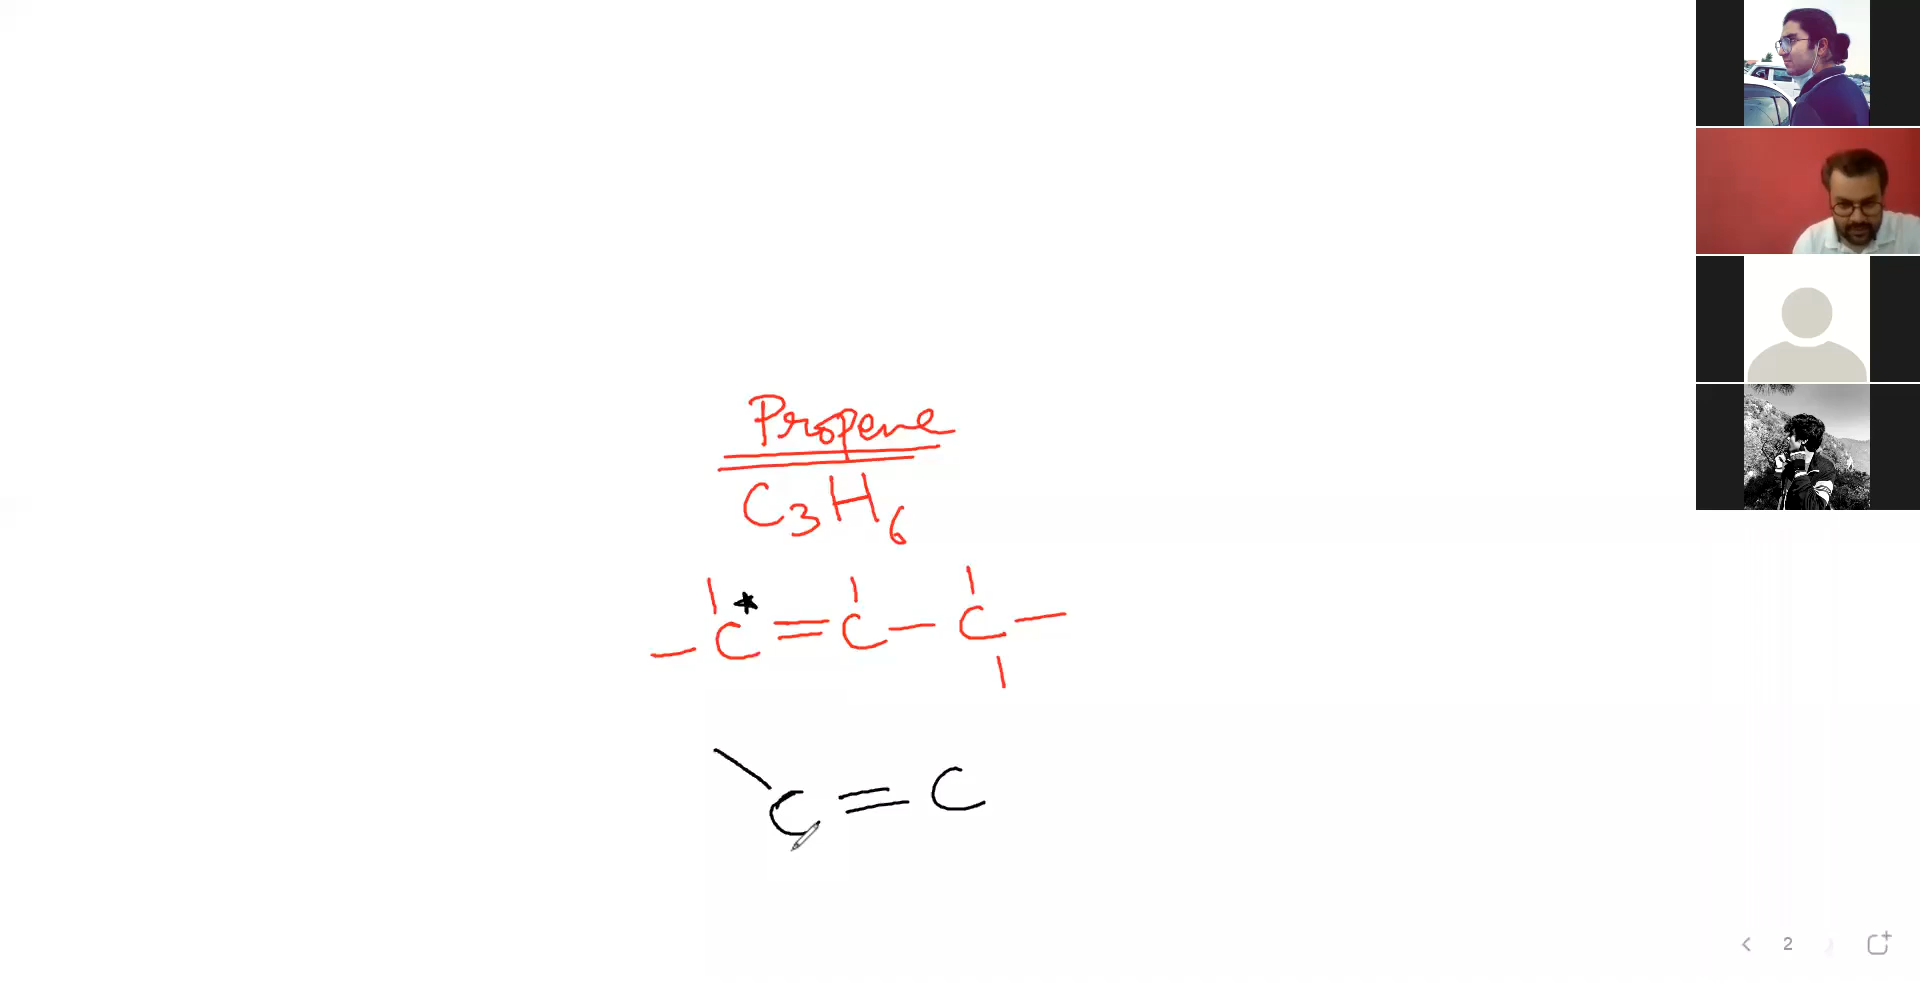 Propene
C₃H₆
C* = C – C
C = C
2